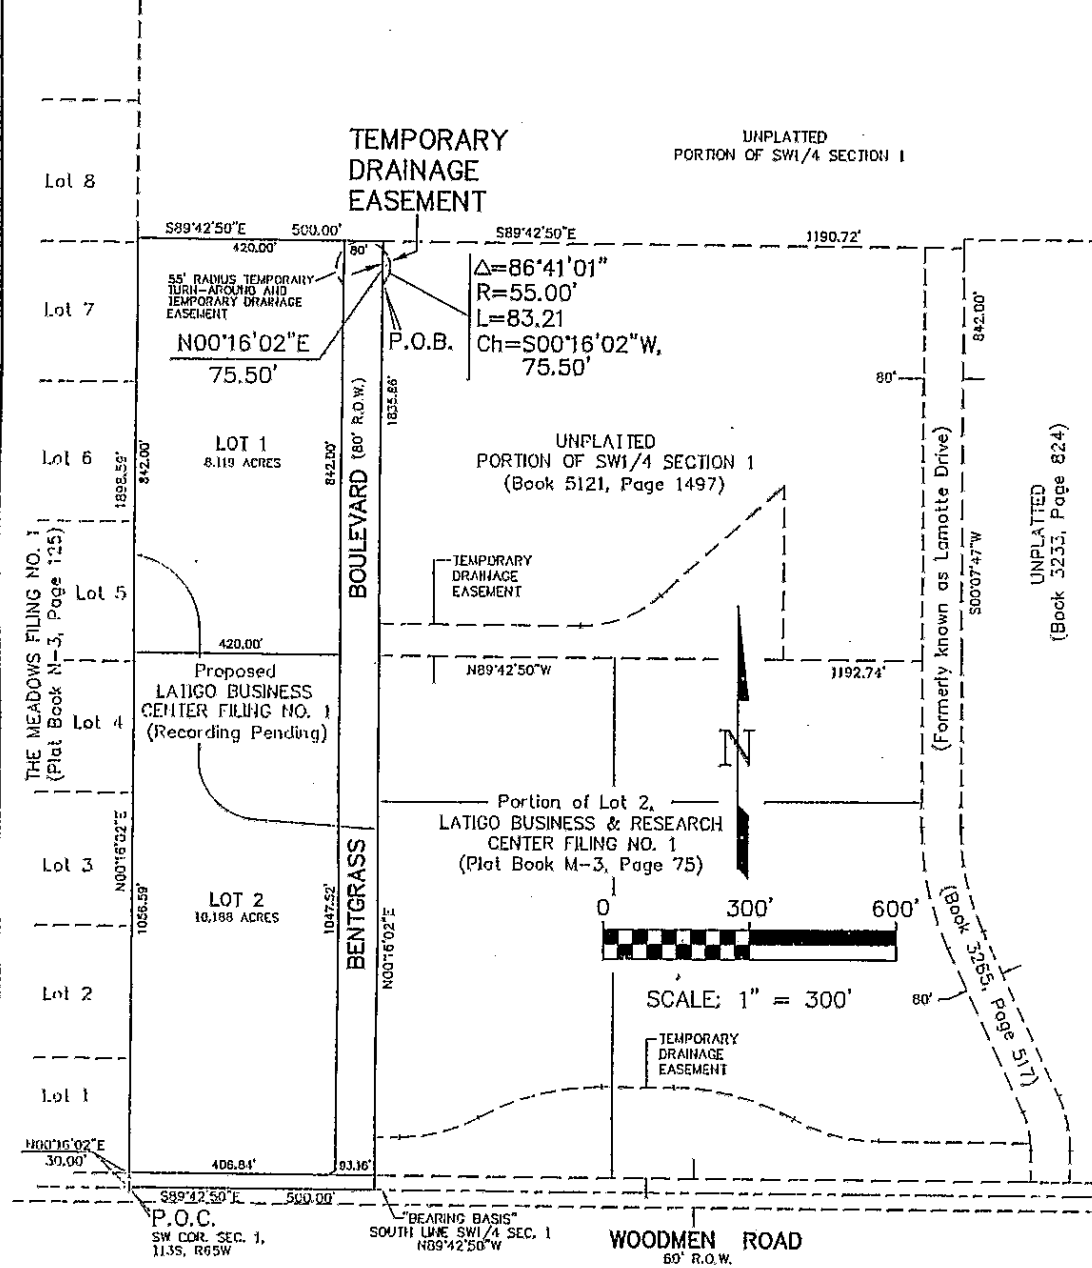 UNPLATTED
PORTION OF SW1/4 SECTION 1
TEMPORARY
DRAINAGE
EASEMENT
Lot 8
S89°42'50"E 500.00'
420.00'
80'
S89°42'50"E
1190.72'
55' RADIUS TEMPORARY
TURN-AROUND AND
TEMPORARY DRAINAGE
EASEMENT
Δ=86°41'01"
R=55.00'
L=83.21
Ch=S00°16'02"W,
75.50'
Lot 7
N00°16'02"E
75.50'
P.O.B.
842.00'
80'
1835.86'
LOT 1
8.119 ACRES
Lot 6
1898.59'
842.00'
842.00'
BOULEVARD (80' R.O.W.)
UNPLATTED
PORTION OF SW1/4 SECTION 1
(Book 5121, Page 1497)
(Formerly known as Lamotte Drive)
S00°07'47"W
UNPLATTED
(Book 3233, Page 824)
THE MEADOWS FILING NO. 1
(Plat Book M-3, Page 125)
Lot 5
TEMPORARY
DRAINAGE
EASEMENT
420.00'
N89°42'50"W
1192.74'
Proposed
LATIGO BUSINESS
CENTER FILING NO. 1
(Recording Pending)
Lot 4
N
Portion of Lot 2,
LATIGO BUSINESS & RESEARCH
CENTER FILING NO. 1
(Plat Book M-3, Page 75)
N00°16'02"E
Lot 3
LOT 2
10.188 ACRES
1056.59'
1047.52'
BENTGRASS
N00°16'02"E
0 300' 600'
SCALE: 1" = 300'
(Book 3265, Page 517)
80'
Lot 2
TEMPORARY
DRAINAGE
EASEMENT
Lot 1
N00°16'02"E
30.00'
406.84'
93.16'
S89°42'50"E 500.00'
P.O.C.
SW COR. SEC. 1,
T13S, R65W
"BEARING BASIS"
SOUTH LINE SW1/4 SEC. 1
N89°42'50"W
WOODMEN ROAD
60' R.O.W.